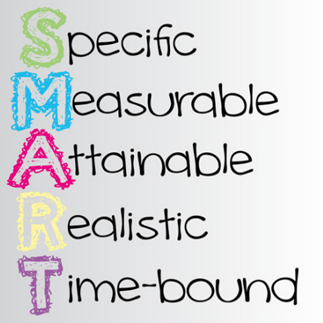 Specific
Measurable
Attainable
Realistic
Time-bound